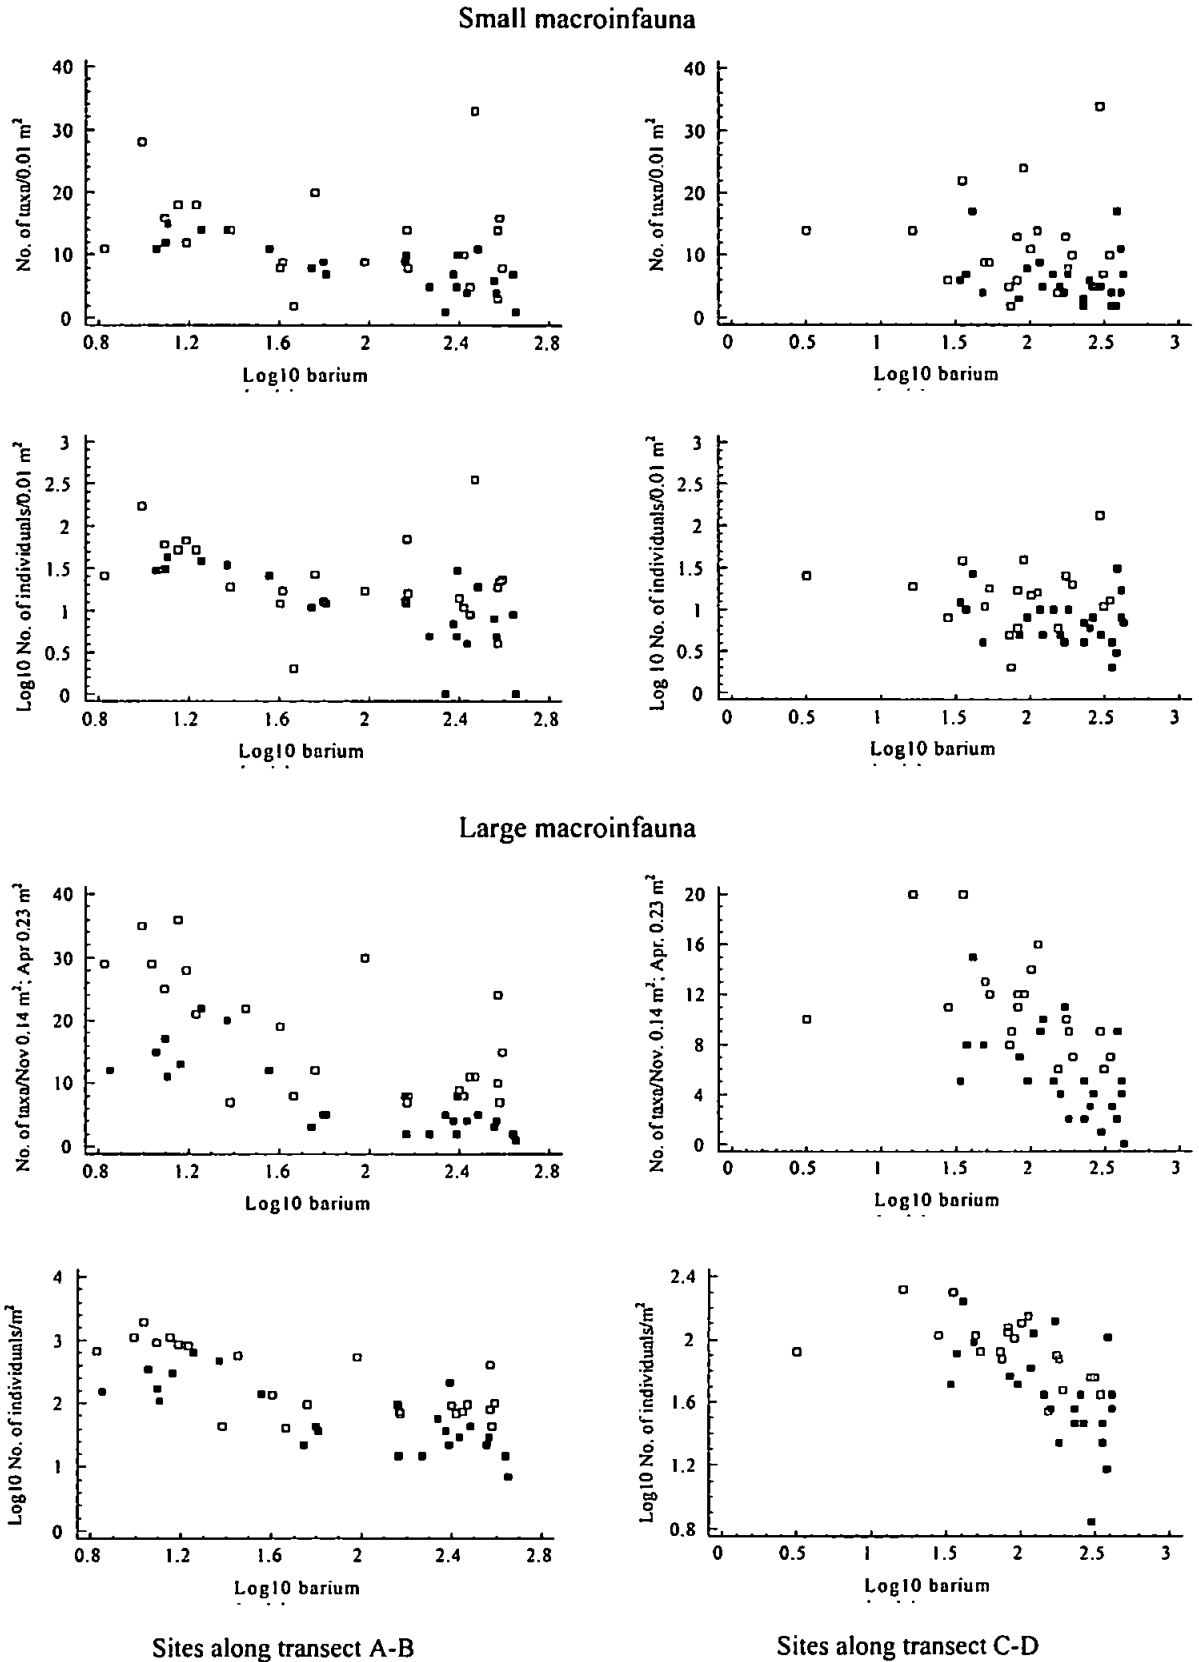 Small macroinfauna
No. of taxa/0.01 m²
40
30
20
10
0
0.8 1.2 1.6 2 2.4 2.8
Log10 barium
No. of taxa/0.01 m²
40
30
20
10
0
0 0.5 1 1.5 2 2.5 3
Log10 barium
Log10 No. of individuals/0.01 m²
3
2.5
2
1.5
1
0.5
0
0.8 1.2 1.6 2 2.4 2.8
Log10 barium
Log 10 No. of individuals/0.01 m²
3
2.5
2
1.5
1
0.5
0
0 0.5 1 1.5 2 2.5 3
Log10 barium
Large macroinfauna
No. of taxa/Nov 0.14 m²; Apr 0.23 m²
40
30
20
10
0
0.8 1.2 1.6 2 2.4 2.8
Log10 barium
No. of taxa/Nov. 0.14 m²; Apr. 0.23 m²
20
16
12
8
4
0
0 0.5 1 1.5 2 2.5 3
Log10 barium
Log10 No. of individuals/m²
4
3
2
1
0
0.8 1.2 1.6 2 2.4 2.8
Log10 barium
Log10 No. of individuals/m²
2.4
2
1.6
1.2
0.8
0 0.5 1 1.5 2 2.5 3
Log10 barium
Sites along transect A-B
Sites along transect C-D